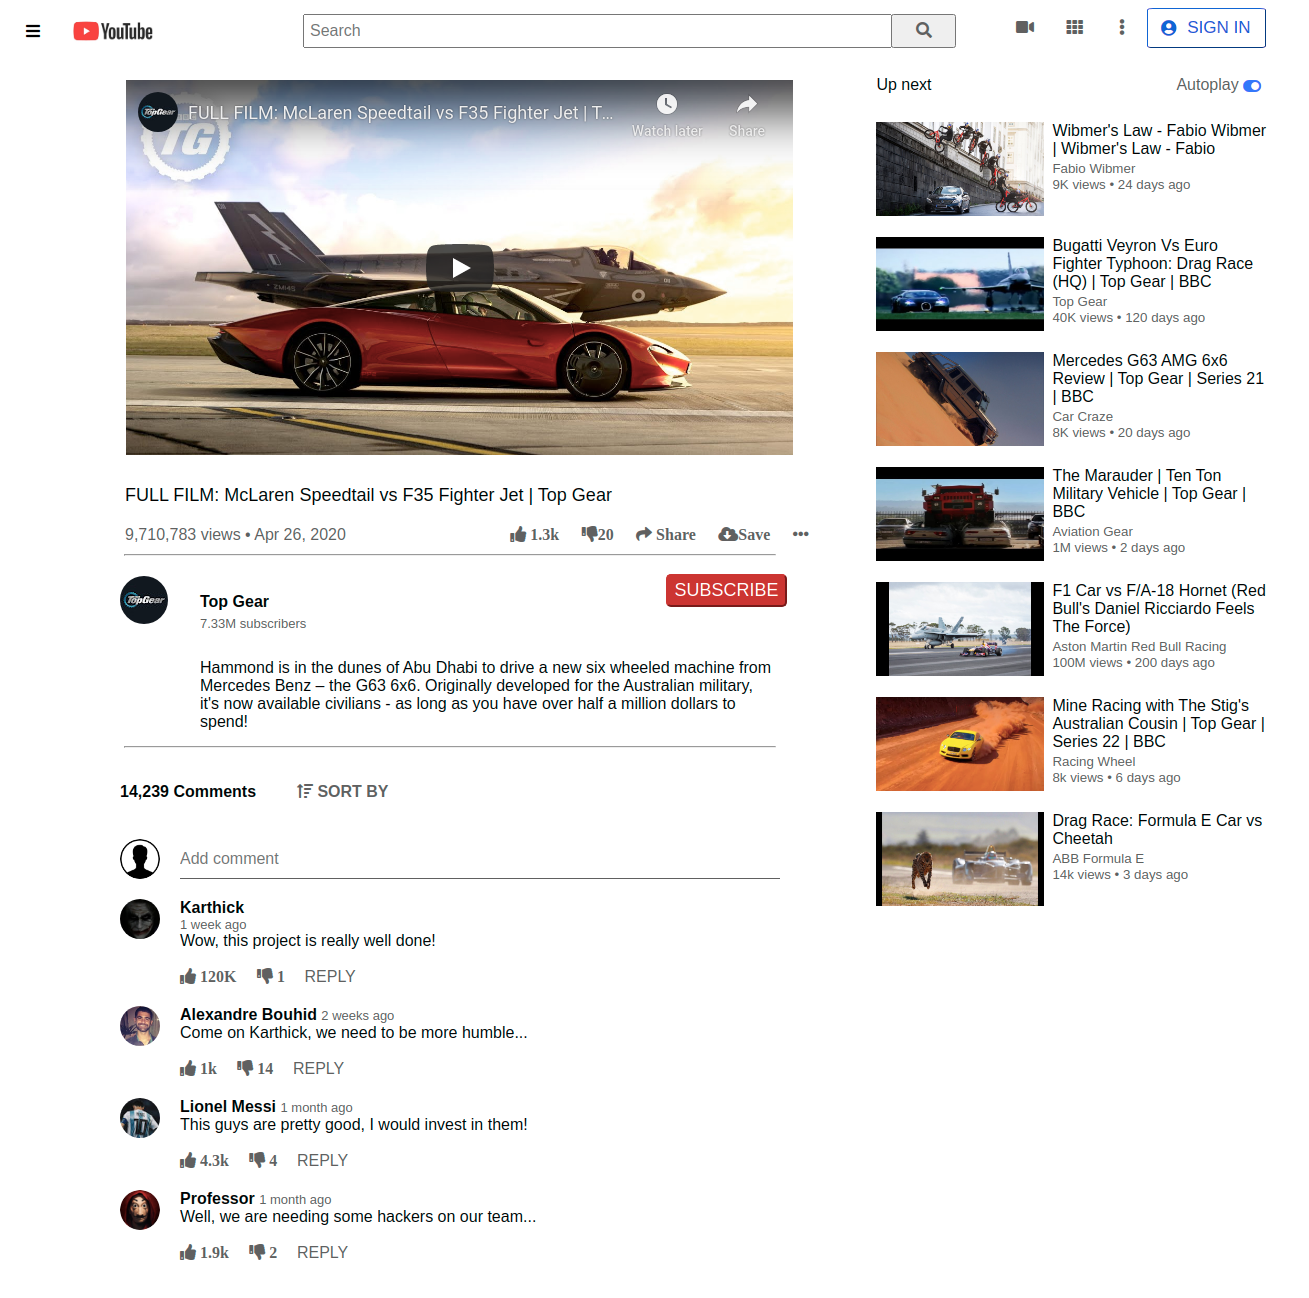 YouTube
Search
SIGN IN
FULL FILM: McLaren Speedtail vs F35 Fighter Jet | T...
Watch later
Share
TopGear
TG
FULL FILM: McLaren Speedtail vs F35 Fighter Jet | Top Gear
9,710,783 views • Apr 26, 2020
1.3k
20
Share
Save
TopGear
Top Gear
7.33M subscribers
SUBSCRIBE
Hammond is in the dunes of Abu Dhabi to drive a new six wheeled machine from
Mercedes Benz – the G63 6x6. Originally developed for the Australian military,
it's now available civilians - as long as you have over half a million dollars to
spend!
14,239 Comments
SORT BY
Add comment
Karthick
1 week ago
Wow, this project is really well done!
120K
1
REPLY
Alexandre Bouhid 2 weeks ago
Come on Karthick, we need to be more humble...
1k
14
REPLY
Lionel Messi 1 month ago
This guys are pretty good, I would invest in them!
4.3k
4
REPLY
Professor 1 month ago
Well, we are needing some hackers on our team...
1.9k
2
REPLY
Up next
Autoplay
Wibmer's Law - Fabio Wibmer
| Wibmer's Law - Fabio
Fabio Wibmer
9K views • 24 days ago
Bugatti Veyron Vs Euro
Fighter Typhoon: Drag Race
(HQ) | Top Gear | BBC
Top Gear
40K views • 120 days ago
Mercedes G63 AMG 6x6
Review | Top Gear | Series 21
| BBC
Car Craze
8K views • 20 days ago
The Marauder | Ten Ton
Military Vehicle | Top Gear |
BBC
Aviation Gear
1M views • 2 days ago
F1 Car vs F/A-18 Hornet (Red
Bull's Daniel Ricciardo Feels
The Force)
Aston Martin Red Bull Racing
100M views • 200 days ago
Mine Racing with The Stig's
Australian Cousin | Top Gear |
Series 22 | BBC
Racing Wheel
8k views • 6 days ago
Drag Race: Formula E Car vs
Cheetah
ABB Formula E
14k views • 3 days ago